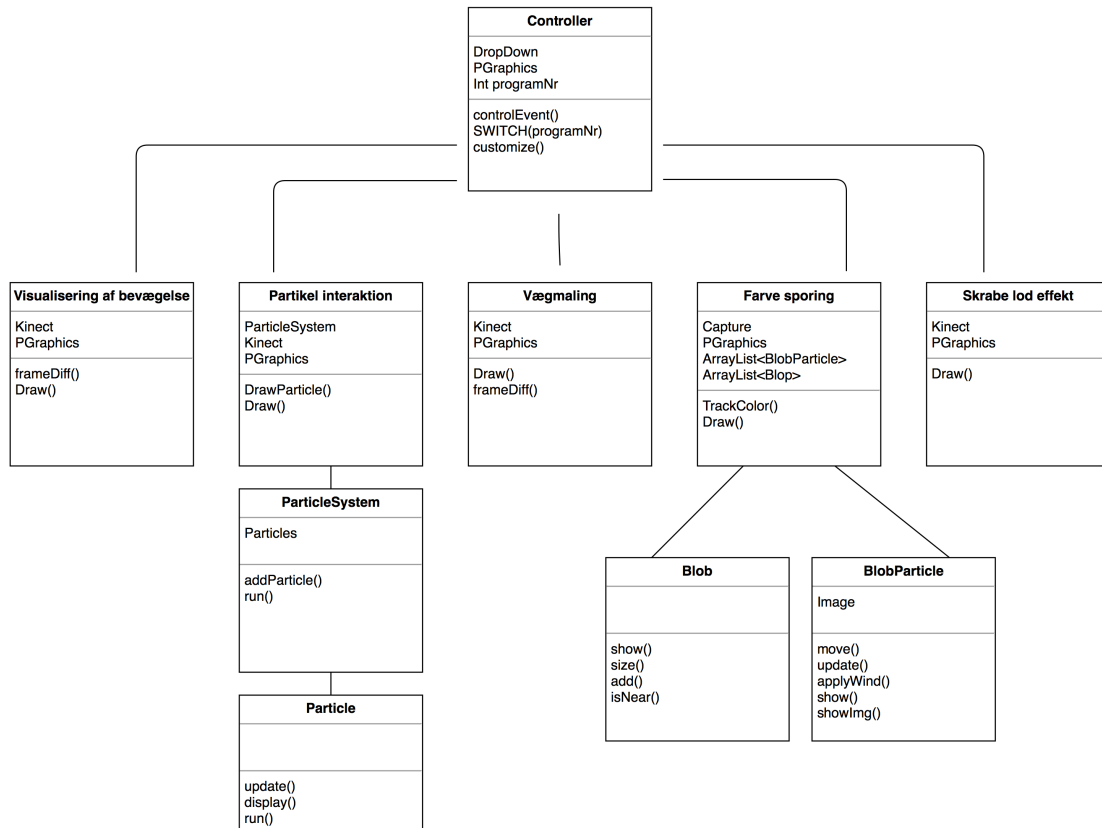 Controller
DropDown
PGraphics
Int programNr
controlEvent()
SWITCH(programNr)
customize()
Visualisering af bevægelse
Kinect
PGraphics
frameDiff()
Draw()
Partikel interaktion
ParticleSystem
Kinect
PGraphics
DrawParticle()
Draw()
Vægmaling
Kinect
PGraphics
Draw()
frameDiff()
Farve sporing
Capture
PGraphics
ArrayList<BlobParticle>
ArrayList<Blop>
TrackColor()
Draw()
Skrabe lod effekt
Kinect
PGraphics
Draw()
ParticleSystem
Particles
addParticle()
run()
Blob
show()
size()
add()
isNear()
BlobParticle
Image
move()
update()
applyWind()
show()
showImg()
Particle
update()
display()
run()